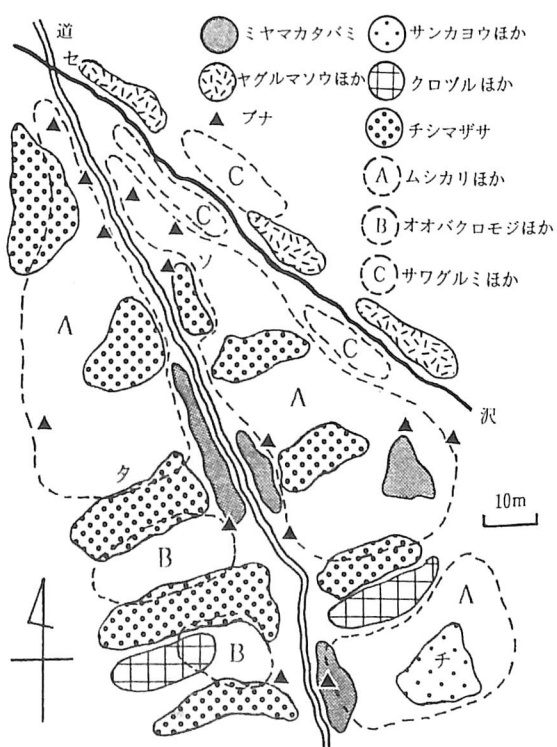 道
セ
ミヤマカタバミ
サンカヨウほか
ヤグルマソウほか
クロヅルほか
ブナ
チシマザサ
A ムシカリほか
B オオバクロモジほか
C サワグルミほか
C
C
ソ
A
C
A
沢
タ
10m
B
A
B
チ